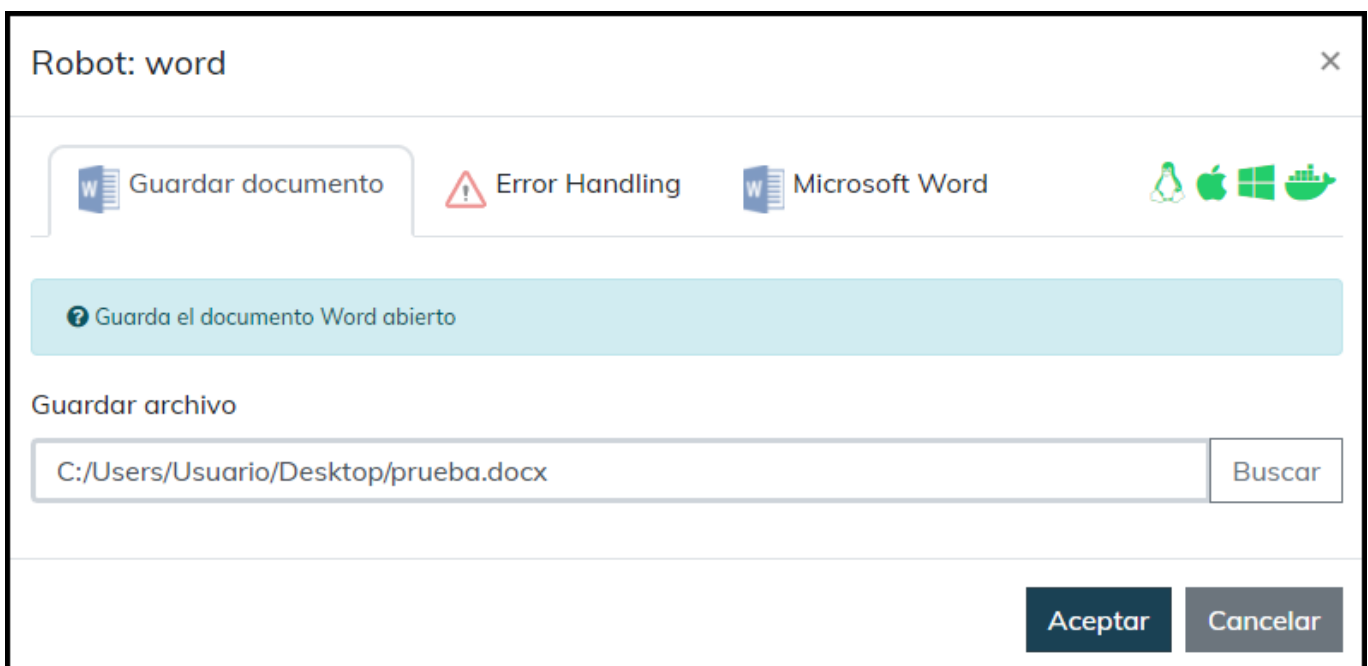 Robot: word
×
Guardar documento
Error Handling
Microsoft Word
Guarda el documento Word abierto
Guardar archivo
C:/Users/Usuario/Desktop/prueba.docx
Buscar
Aceptar
Cancelar